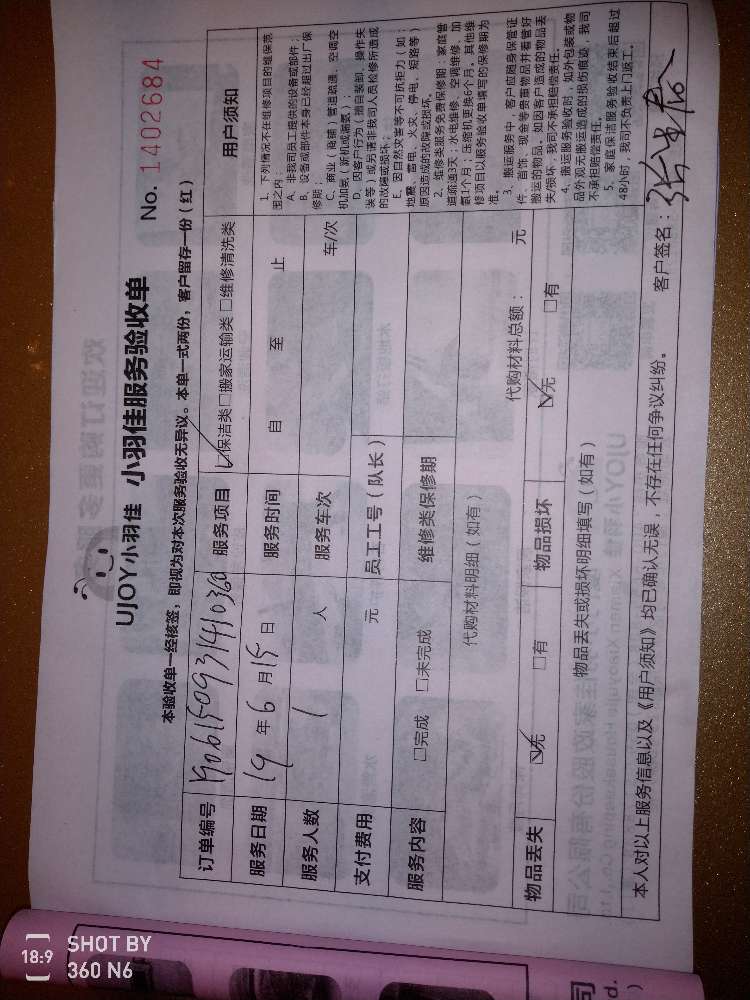 UJOY小羽佳 小羽佳服务验收单
No. 1402684
本验收单一经核签，即视为对本次服务验收无异议。本单一式两份，客户留存一份（红）
订单编号 1906150931410360 服务项目 ☑保洁类□搬家运输类 □维修清洗类
服务日期 19 年 6 月 15 日 服务时间 自 至 止
服务人数 1 人 服务车次 车/次
支付费用 元 员工工号（队长）
服务内容 □完成 □未完成 维修类保修期
代购材料明细（如有） 代购材料总额： 元
物品丢失 ☑无 □有 物品损坏 ☑无 □有
物品丢失或损坏明细填写（如有）
用户须知
1. 下列情况不在维修项目的维保范
围之内：
A、非我司员工提供的设备或部件；
B、设备或部件本身已经超过出厂保
修期；
C、商业（商铺）管道疏通、空调空
机加氨（新机或漏氨）；
D、因客户行为（擅自装卸、操作失
误等）或另请非我司人员检修所造成
的故障或损坏；
E、因自然灾害等不可抗拒力（如：
地震、雷电、火灾、停电、短路等）
原因造成的故障或损坏。
2. 维修类服务免费保修期：家庭管
道疏通3天；水电维修、空调维修、加
氨1个月；压缩机更换6个月。其他维
修项目以服务验收单填写的保修期为
准。
3. 搬运服务中，客户应随身保管证
件、首饰、现金等贵重物品并看管好
搬运的物品。如因客户造成的物品丢
失/损坏，我司不承担赔偿责任。
4. 搬运服务验收时，如外包装或物
品外观无搬运造成的损伤痕迹，我司
不承担赔偿责任。
5. 家庭保洁服务验收结束后超过
48小时，我司不负责上门返工。
本人对以上服务信息以及《用户须知》均已确认无误，不存在任何争议纠纷。 客户签名：
18:9 SHOT BY
360 N6